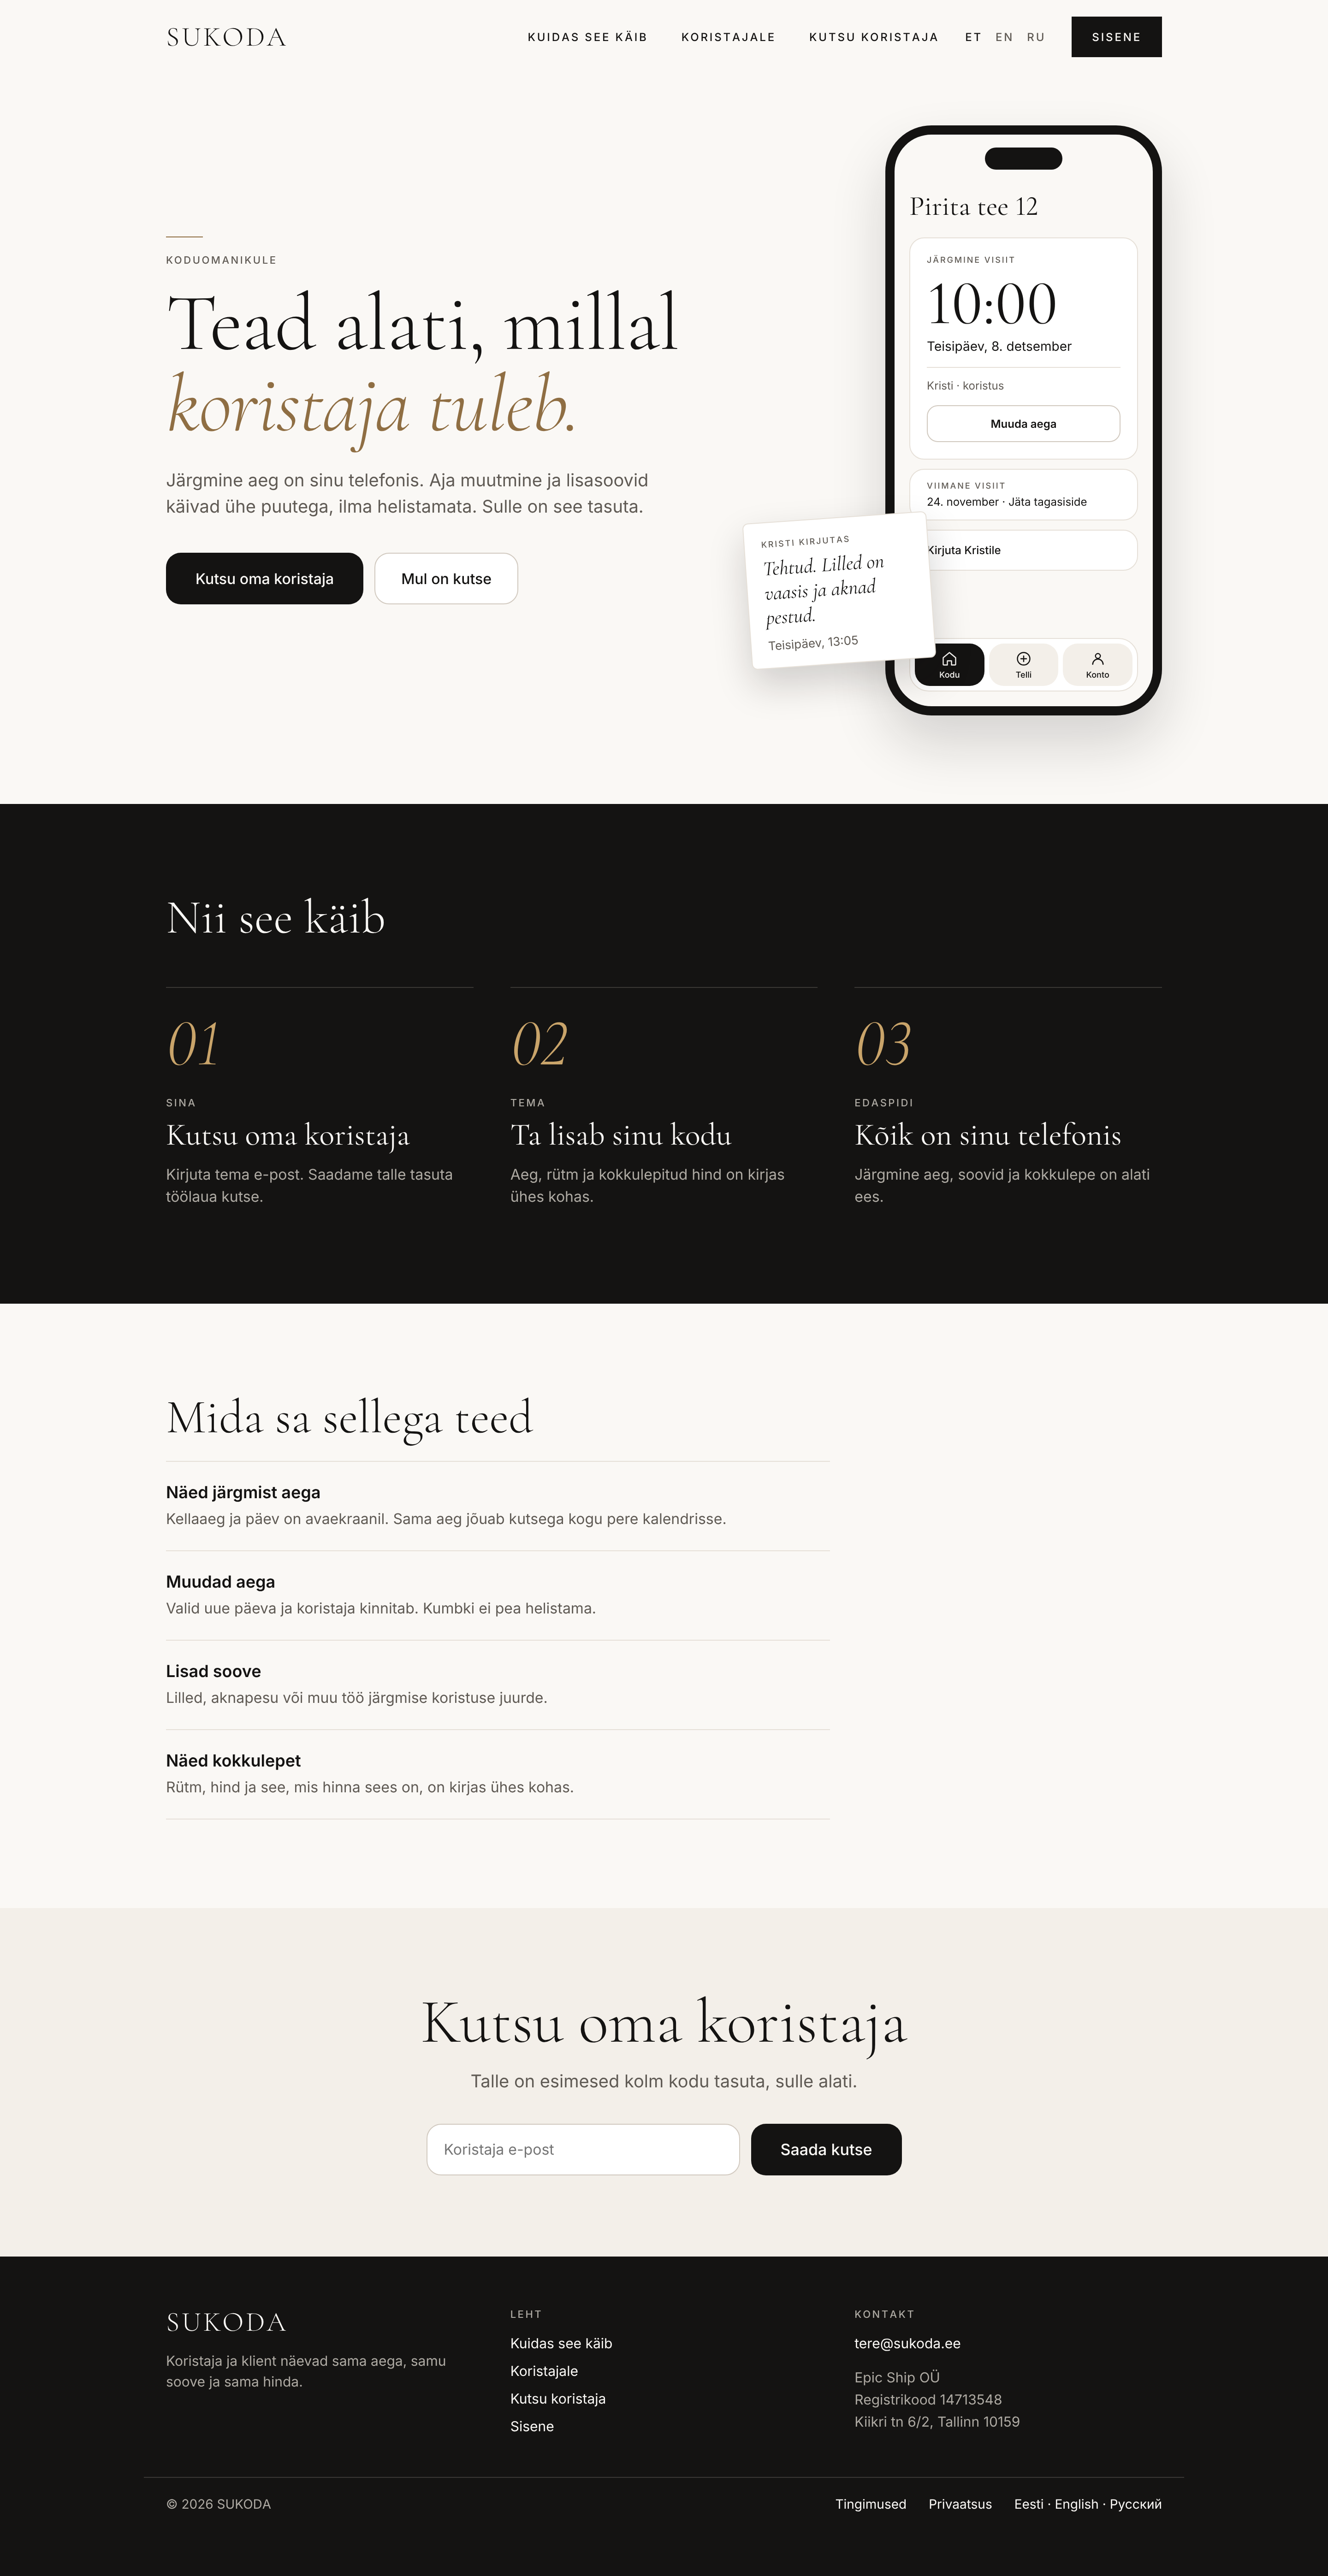 SUKODA
KUIDAS SEE KÄIB
KORISTAJALE
KUTSU KORISTAJA
ET EN RU
SISENE
KODUOMANIKULE
Tead alati, millal
koristaja tuleb.
Järgmine aeg on sinu telefonis. Aja muutmine ja lisasoovid
käivad ühe puutega, ilma helistamata. Sulle on see tasuta.
Kutsu oma koristaja
Mul on kutse
Pirita tee 12
JÄRGMINE VISIIT
10:00
Teisipäev, 8. detsember
Kristi · koristus
Muuda aega
VIIMANE VISIIT
24. november · Jäta tagasiside
Kirjuta Kristile
KRISTI KIRJUTAS
Tehtud. Lilled on
vaasis ja aknad
pestud.
Teisipäev, 13:05
Kodu
Telli
Konto
Nii see käib
01
SINA
Kutsu oma koristaja
Kirjuta tema e-post. Saadame talle tasuta
töölaua kutse.
02
TEMA
Ta lisab sinu kodu
Aeg, rütm ja kokkulepitud hind on kirjas
ühes kohas.
03
EDASPIDI
Kõik on sinu telefonis
Järgmine aeg, soovid ja kokkulepe on alati
ees.
Mida sa sellega teed
Näed järgmist aega
Kellaaeg ja päev on avaekraanil. Sama aeg jõuab kutsega kogu pere kalendrisse.
Muudad aega
Valid uue päeva ja koristaja kinnitab. Kumbki ei pea helistama.
Lisad soove
Lilled, aknapesu või muu töö järgmise koristuse juurde.
Näed kokkulepet
Rütm, hind ja see, mis hinna sees on, on kirjas ühes kohas.
Kutsu oma koristaja
Talle on esimesed kolm kodu tasuta, sulle alati.
Koristaja e-post
Saada kutse
SUKODA
Koristaja ja klient näevad sama aega, samu
soove ja sama hinda.
LEHT
Kuidas see käib
Koristajale
Kutsu koristaja
Sisene
KONTAKT
tere@sukoda.ee
Epic Ship OÜ
Registrikood 14713548
Kiikri tn 6/2, Tallinn 10159
© 2026 SUKODA
Tingimused
Privaatsus
Eesti · English · Русский